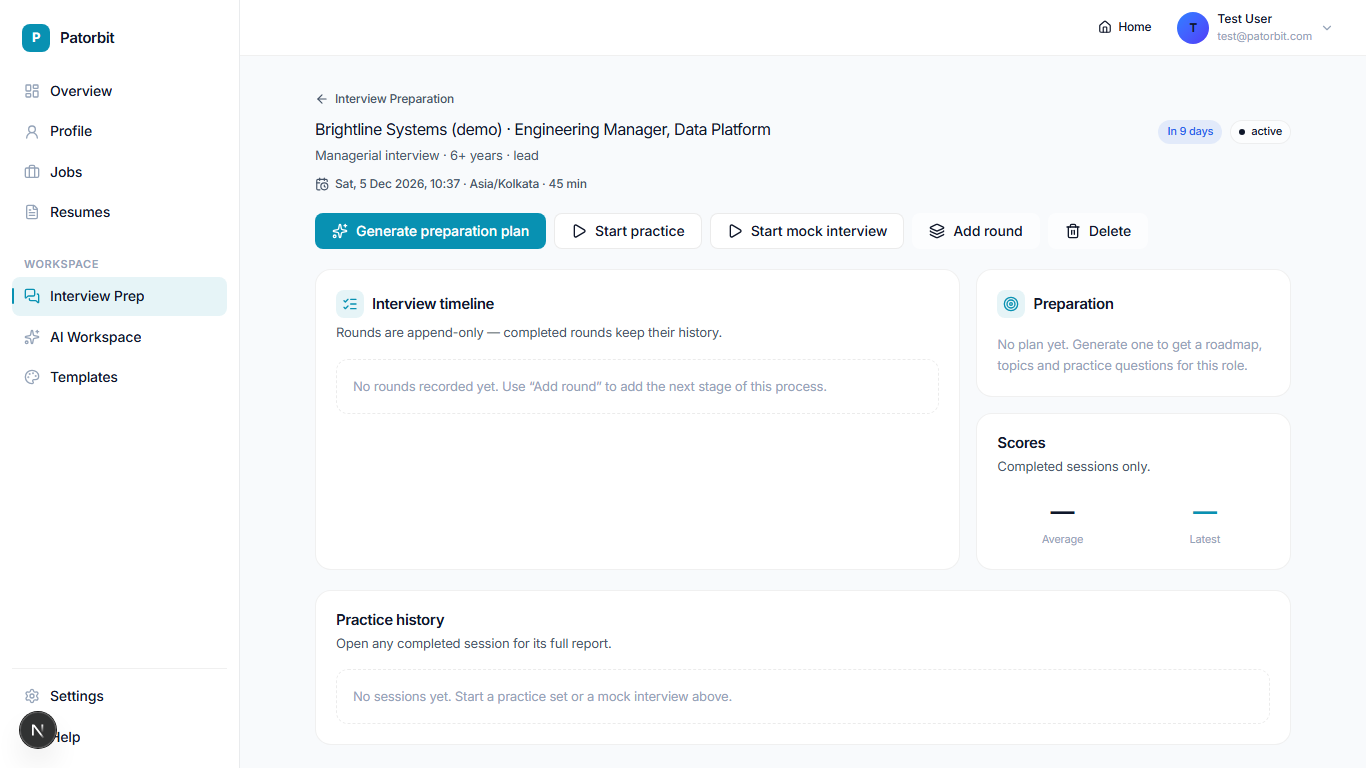 P Patorbit
Overview
Profile
Jobs
Resumes
WORKSPACE
Interview Prep
AI Workspace
Templates
Settings
N
Help
Home
T
Test User
test@patorbit.com
Interview Preparation
Brightline Systems (demo) · Engineering Manager, Data Platform
In 9 days
active
Managerial interview · 6+ years · lead
Sat, 5 Dec 2026, 10:37 · Asia/Kolkata · 45 min
Generate preparation plan
Start practice
Start mock interview
Add round
Delete
Interview timeline
Rounds are append-only — completed rounds keep their history.
No rounds recorded yet. Use “Add round” to add the next stage of this process.
Preparation
No plan yet. Generate one to get a roadmap,
topics and practice questions for this role.
Scores
Completed sessions only.
— —
Average Latest
Practice history
Open any completed session for its full report.
No sessions yet. Start a practice set or a mock interview above.